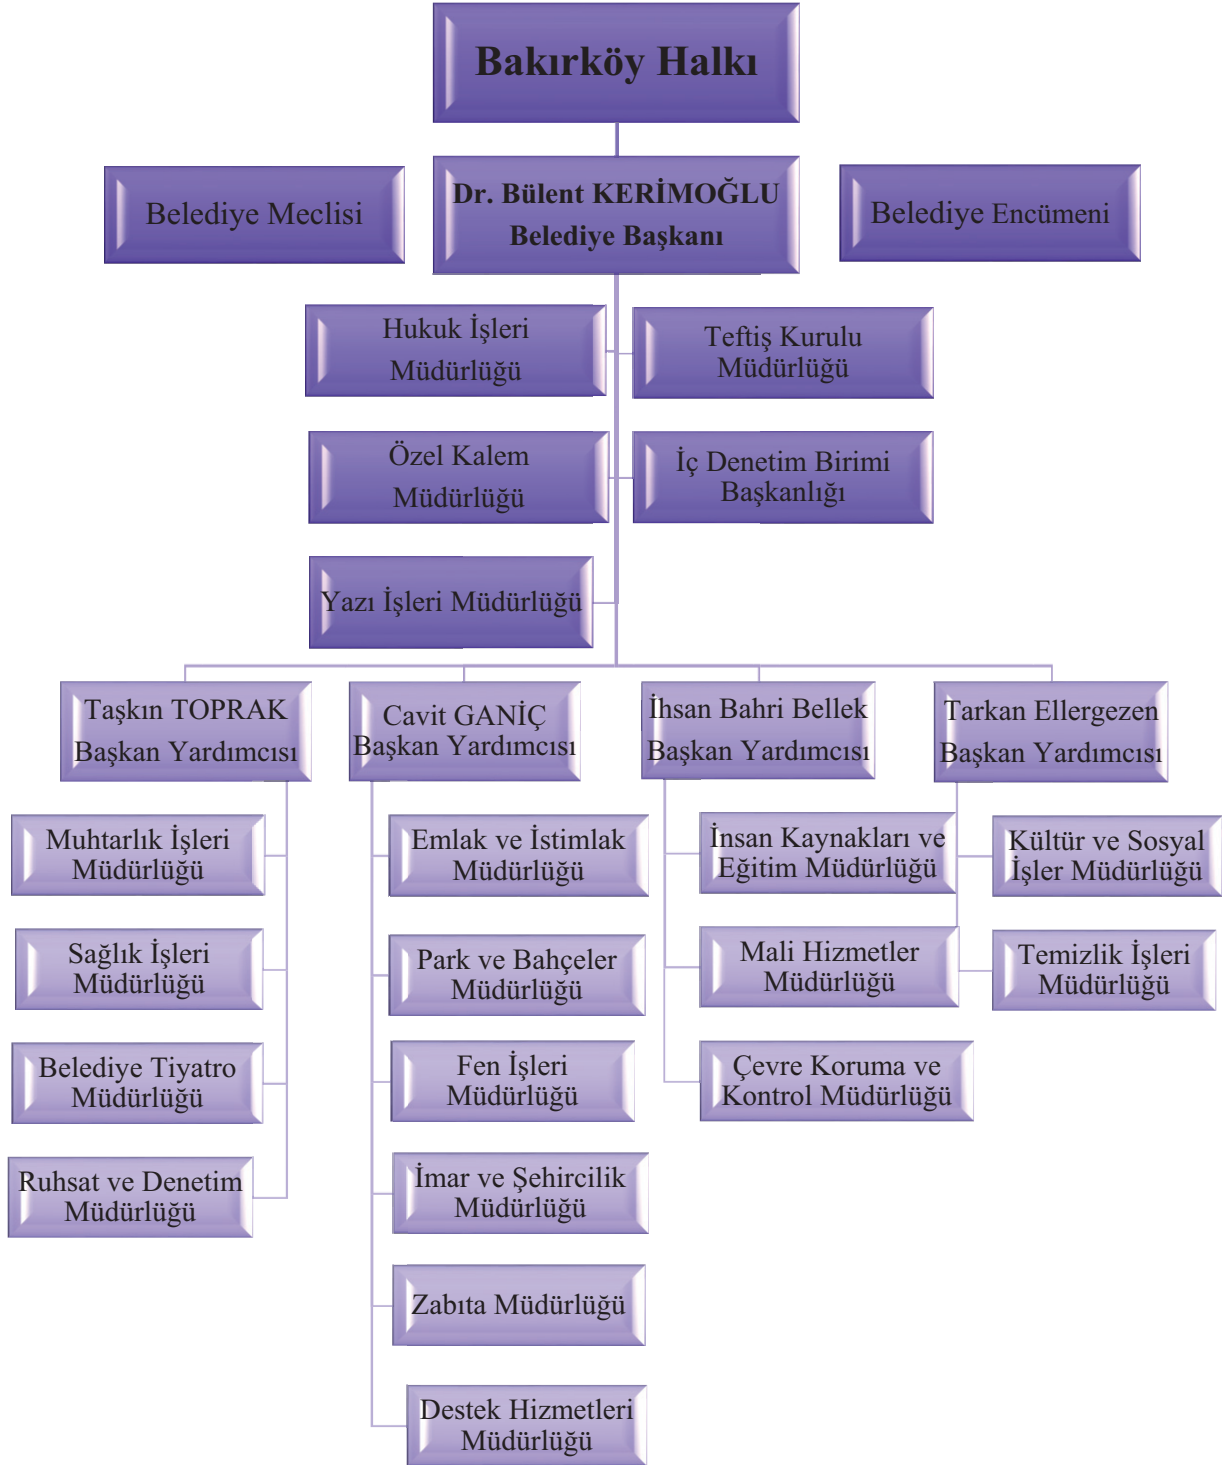 Bakırköy Halkı
Belediye Meclisi
Dr. Bülent KERİMOĞLU
Belediye Başkanı
Belediye Encümeni
Hukuk İşleri
Müdürlüğü
Teftiş Kurulu
Müdürlüğü
Özel Kalem
Müdürlüğü
İç Denetim Birimi
Başkanlığı
Yazı İşleri Müdürlüğü
Taşkın TOPRAK
Başkan Yardımcısı
Muhtarlık İşleri
Müdürlüğü
Sağlık İşleri
Müdürlüğü
Belediye Tiyatro
Müdürlüğü
Ruhsat ve Denetim
Müdürlüğü
Cavit GANİÇ
Başkan Yardımcısı
Emlak ve İstimlak
Müdürlüğü
Park ve Bahçeler
Müdürlüğü
Fen İşleri
Müdürlüğü
İmar ve Şehircilik
Müdürlüğü
Zabıta Müdürlüğü
Destek Hizmetleri
Müdürlüğü
İhsan Bahri Bellek
Başkan Yardımcısı
İnsan Kaynakları ve
Eğitim Müdürlüğü
Mali Hizmetler
Müdürlüğü
Çevre Koruma ve
Kontrol Müdürlüğü
Tarkan Ellergezen
Başkan Yardımcısı
Kültür ve Sosyal
İşler Müdürlüğü
Temizlik İşleri
Müdürlüğü